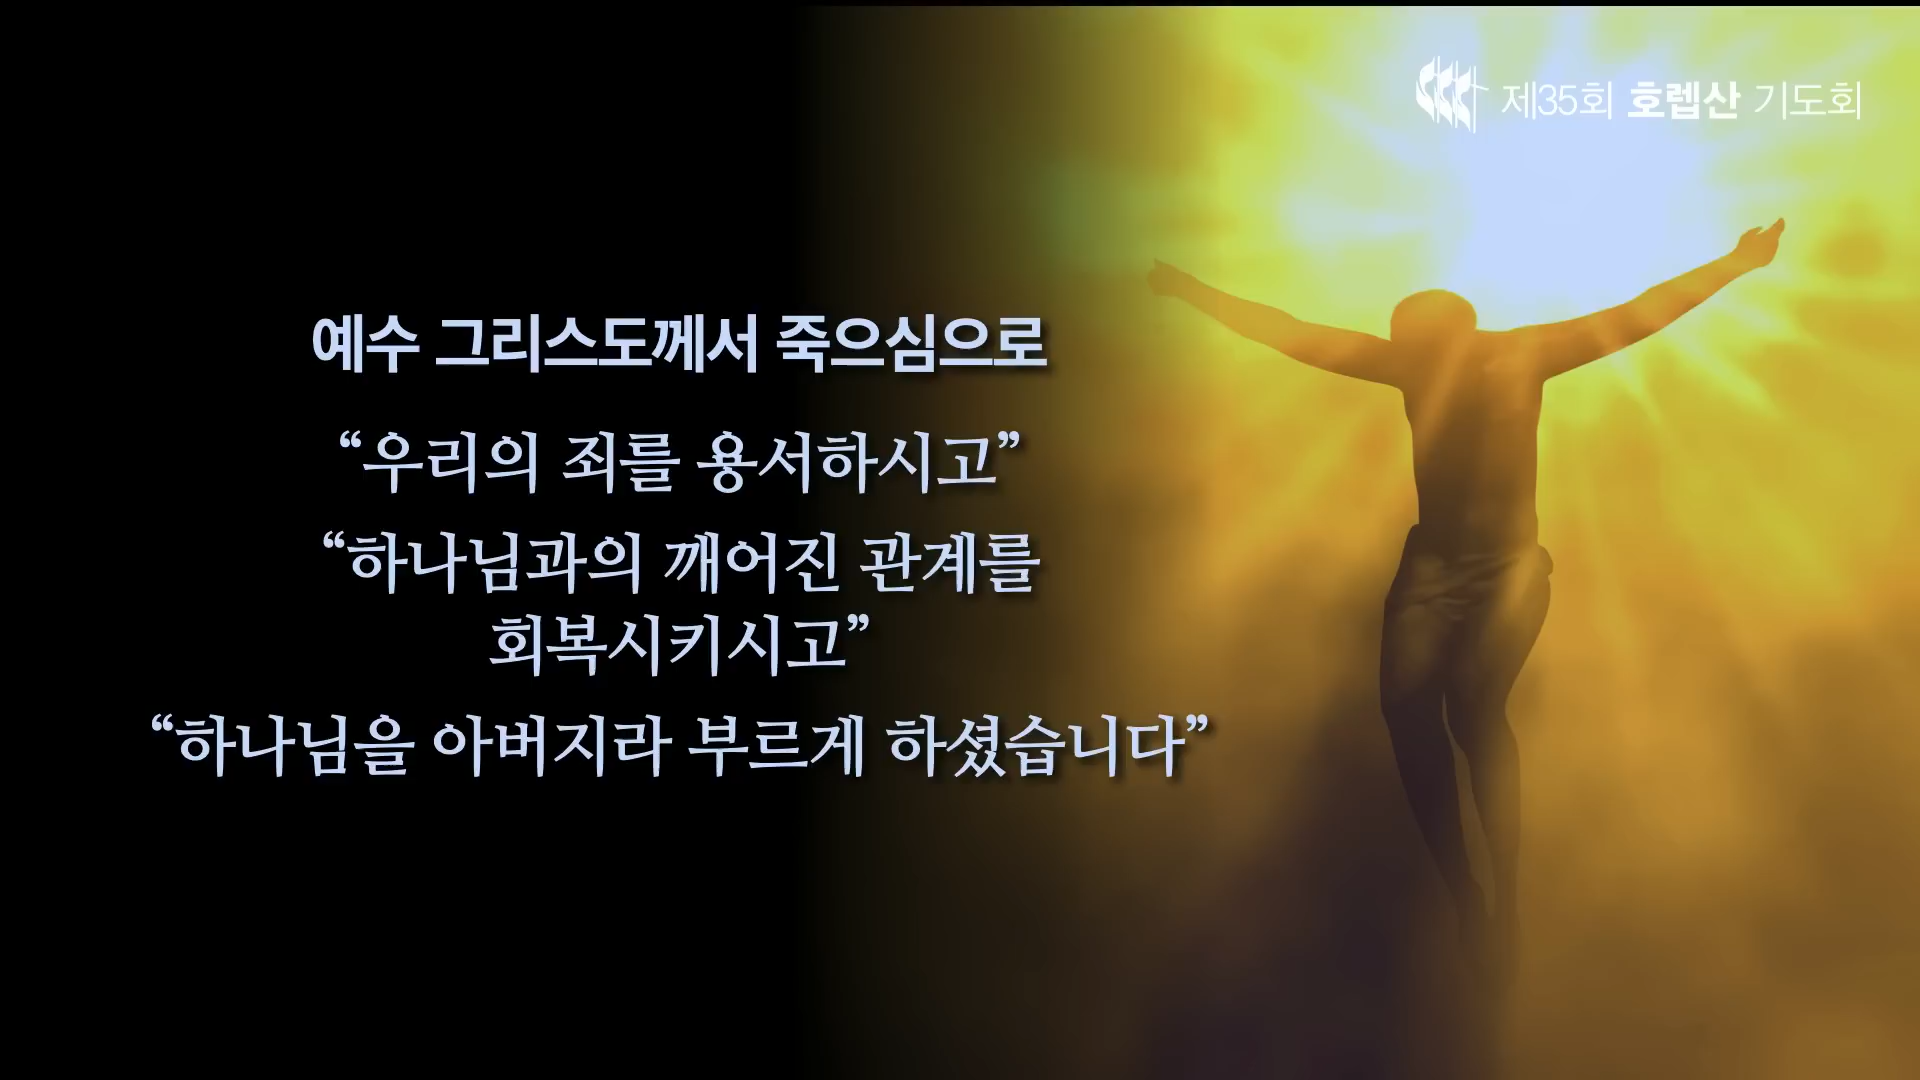 제35회 호렙산 기도회
예수 그리스도께서 죽으심으로
“우리의 죄를 용서하시고”
“하나님과의 깨어진 관계를
회복시키시고”
“하나님을 아버지라 부르게 하셨습니다”